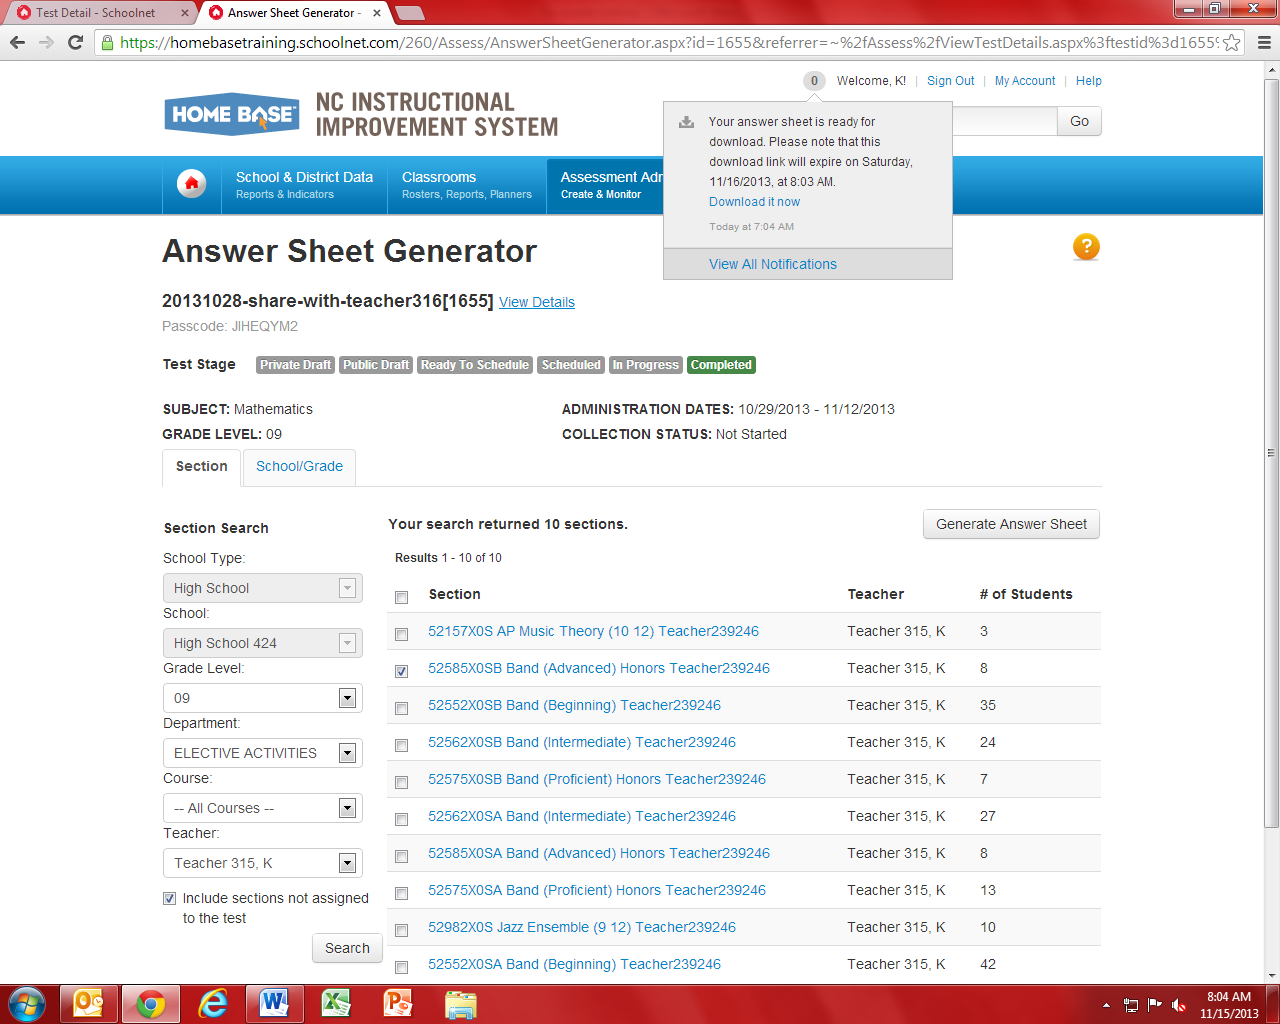 Test Detail - Schoolnet
Answer Sheet Generator -
https://homebasetraining.schoolnet.com/260/Assess/AnswerSheetGenerator.aspx?id=1655&referrer=~%2fAssess%2fViewTestDetails.aspx%3ftestid%3d1655
0 Welcome, K! | Sign Out | My Account | Help
HOME BASE
NC INSTRUCTIONAL
IMPROVEMENT SYSTEM
Go
Your answer sheet is ready for
download. Please note that this
download link will expire on Saturday,
11/16/2013, at 8:03 AM.
Download it now
Today at 7:04 AM
View All Notifications
School & District Data
Reports & Indicators
Classrooms
Rosters, Reports, Planners
Assessment Adm
Create & Monitor
Answer Sheet Generator
?
20131028-share-with-teacher316[1655] View Details
Passcode: JIHEQYM2
Test Stage Private Draft Public Draft Ready To Schedule Scheduled In Progress Completed
SUBJECT: Mathematics
ADMINISTRATION DATES: 10/29/2013 - 11/12/2013
GRADE LEVEL: 09
COLLECTION STATUS: Not Started
Section
School/Grade
Section Search
School Type:
High School
School:
High School 424
Grade Level:
09
Department:
ELECTIVE ACTIVITIES
Course:
-- All Courses --
Teacher:
Teacher 315, K
Include sections not assigned
to the test
Search
Your search returned 10 sections.
Generate Answer Sheet
Results 1 - 10 of 10
Section Teacher # of Students
52157X0S AP Music Theory (10 12) Teacher239246 Teacher 315, K 3
52585X0SB Band (Advanced) Honors Teacher239246 Teacher 315, K 8
52552X0SB Band (Beginning) Teacher239246 Teacher 315, K 35
52562X0SB Band (Intermediate) Teacher239246 Teacher 315, K 24
52575X0SB Band (Proficient) Honors Teacher239246 Teacher 315, K 7
52562X0SA Band (Intermediate) Teacher239246 Teacher 315, K 27
52585X0SA Band (Advanced) Honors Teacher239246 Teacher 315, K 8
52575X0SA Band (Proficient) Honors Teacher239246 Teacher 315, K 13
52982X0S Jazz Ensemble (9 12) Teacher239246 Teacher 315, K 10
52552X0SA Band (Beginning) Teacher239246 Teacher 315, K 42
8:04 AM
11/15/2013